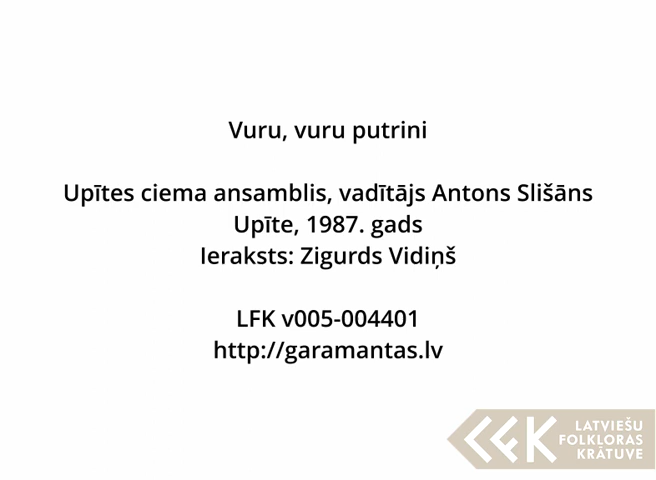 Vuru, vuru putrini
Upītes ciema ansamblis, vadītājs Antons Slišāns
Upīte, 1987. gads
Ieraksts: Zigurds Vidiņš
LFK v005-004401
http://garamantas.lv
LFK
LATVIEŠU
FOLKLORAS
KRĀTUVE